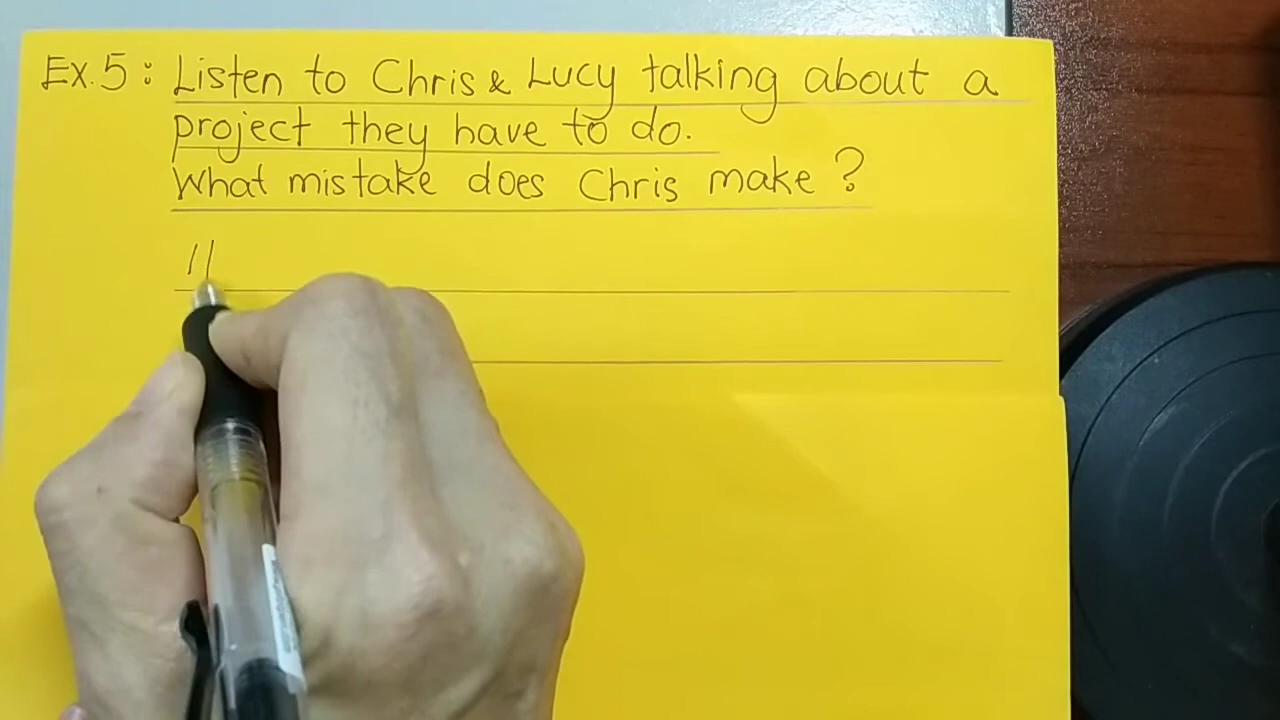 Ex.5: Listen to Chris & Lucy talking about a
project they have to do.
What mistake does Chris make?